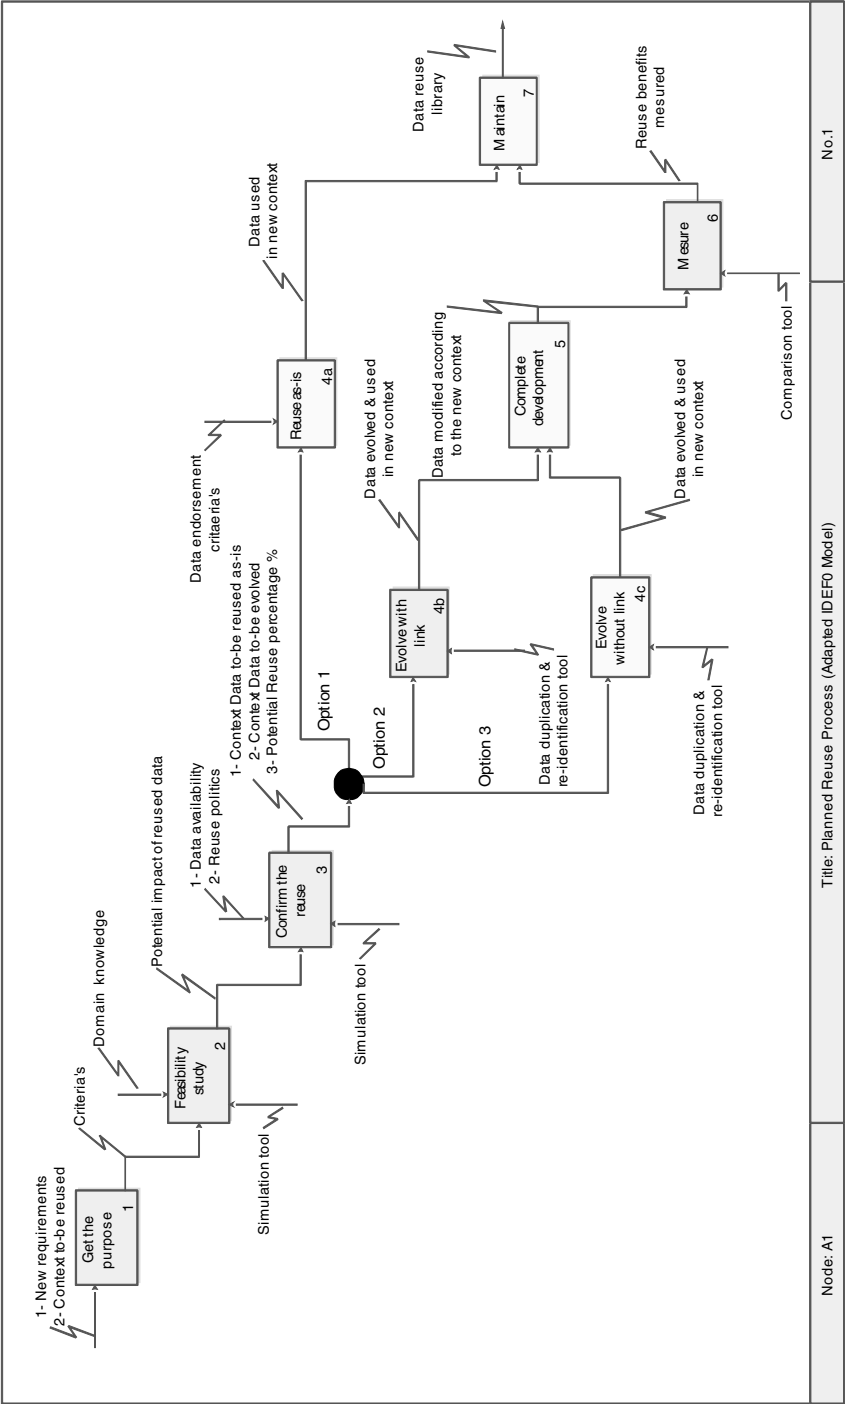 1- New requirements
2- Context to-be reused
Get the
purpose
1
Criteria's
Domain knowledge
Feasibility
study
2
Simulation tool
Potential impact of reused data
1- Data availability
2- Reuse politics
Confirm the
reuse
3
Simulation tool
1- Context Data to-be reused as-is
2- Context Data to-be evolved
3- Potential Reuse percentage %
Option 1
Option 2
Option 3
Data endorsement
critaeria's
Reuse as-is
4a
Data used
in new context
Evolve with
link
4b
Data duplication &
re-identification tool
Data evolved & used
in new context
Evolve
without link
4c
Data duplication &
re-identification tool
Data evolved & used
in new context
Data modified according
to the new context
Complete
development
5
Mesure
6
Comparison tool
Reuse benefits
mesured
Maintain
7
Data reuse
library
Node: A1
Title: Planned Reuse Process (Adapted IDEF0 Model)
No.1